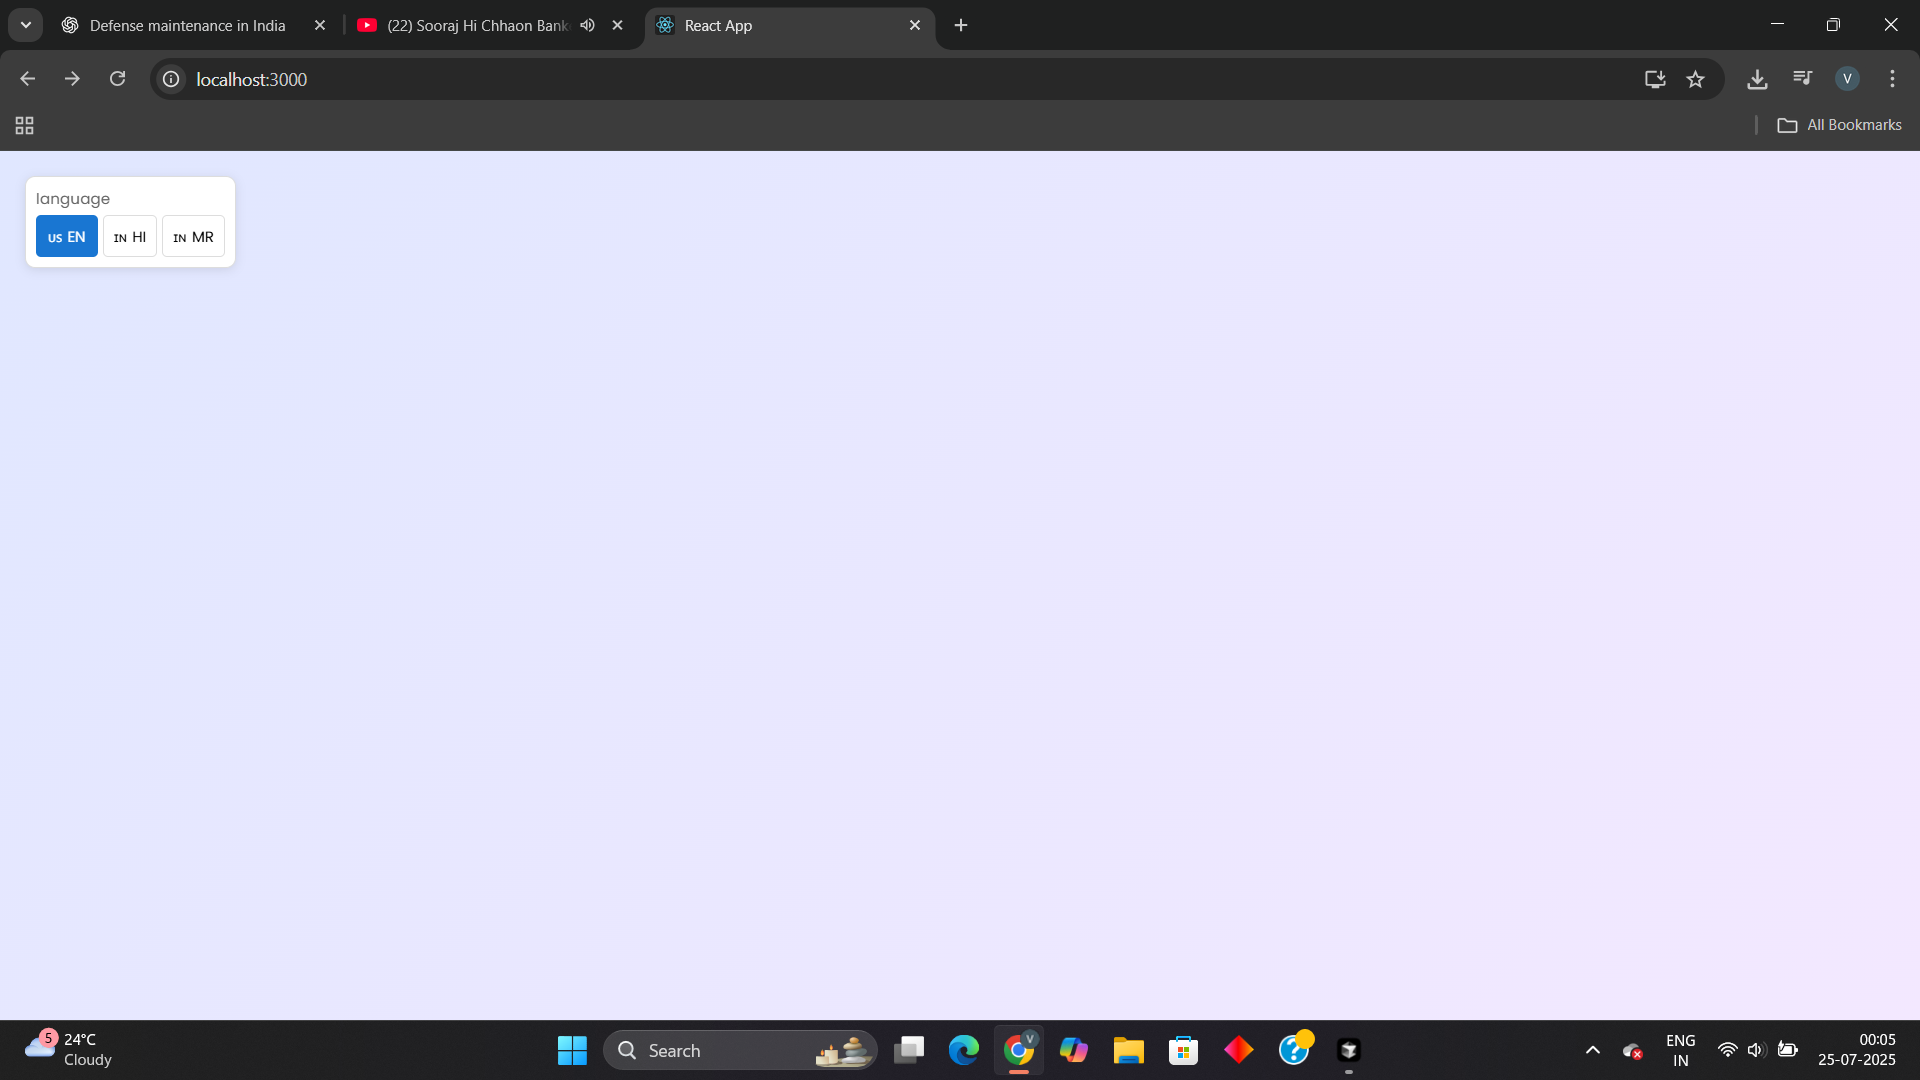 Defense maintenance in India
(22) Sooraj Hi Chhaon Bank
React App
localhost:3000
V
All Bookmarks
language
US EN
IN HI
IN MR
5
24°C
Cloudy
Search
V
ENG
IN
00:05
25-07-2025